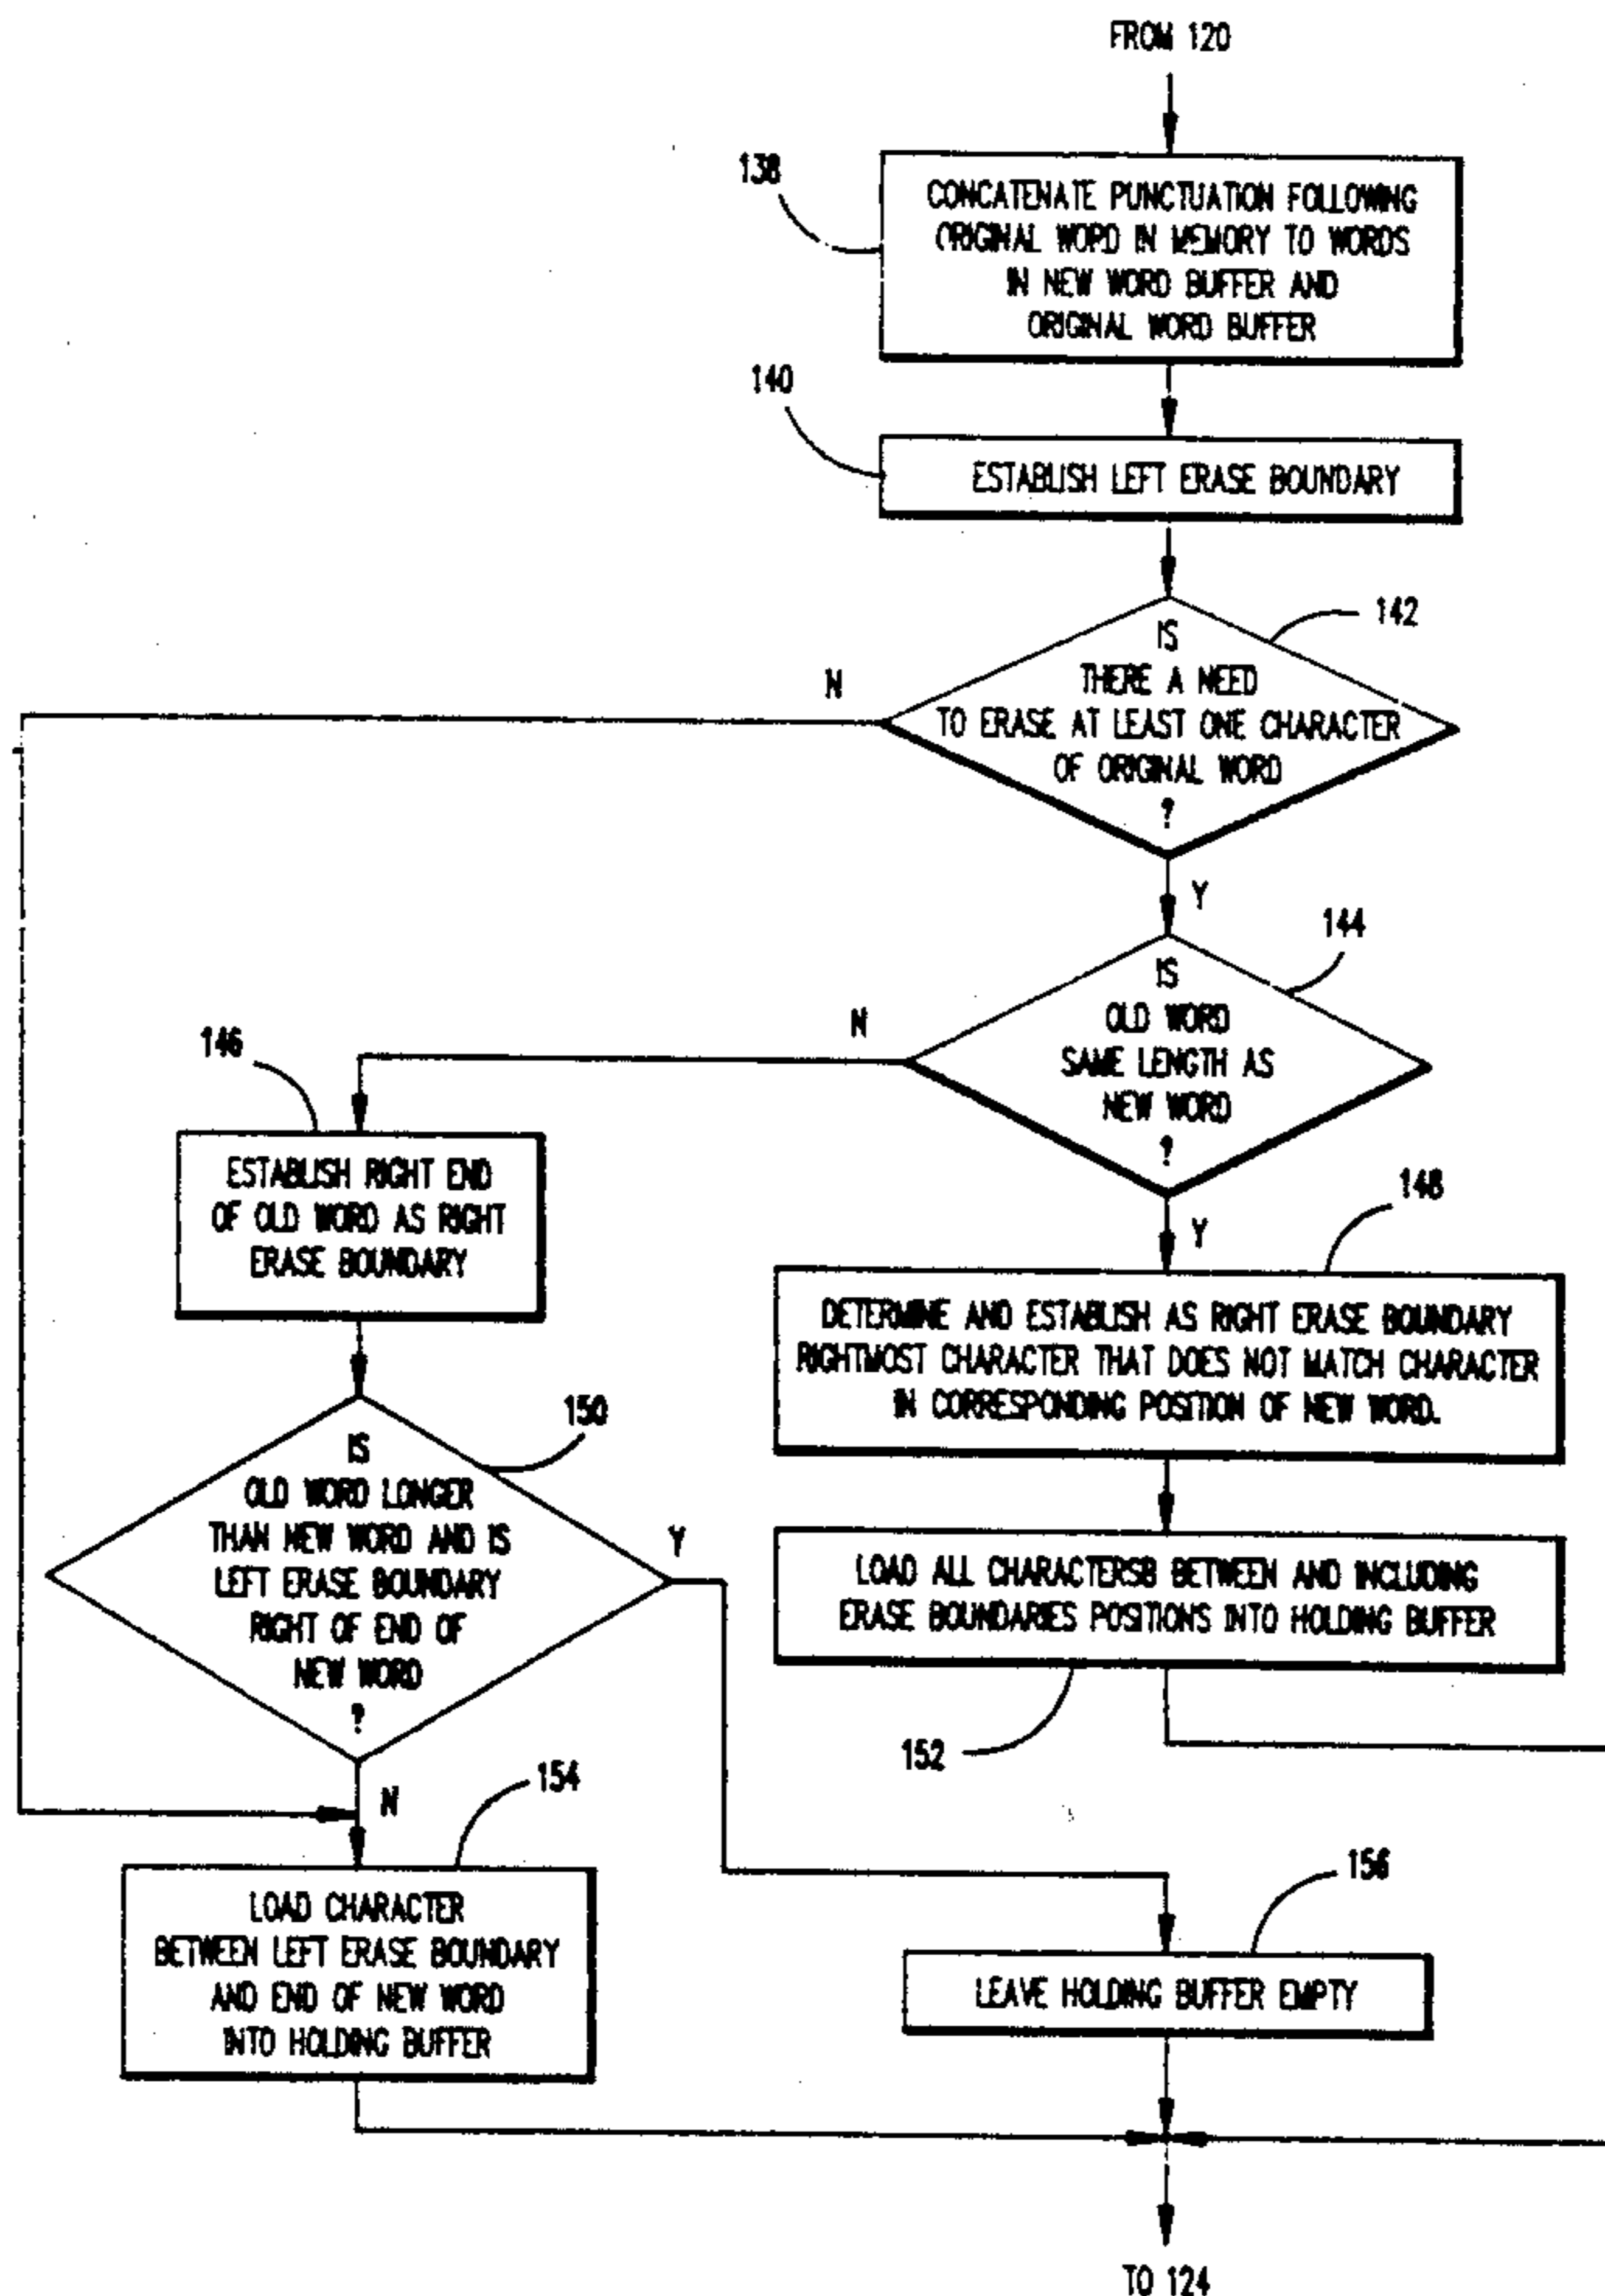 FROM 120
138
CONCATENATE PUNCTUATION FOLLOWING
ORIGINAL WORD IN MEMORY TO WORDS
IN NEW WORD BUFFER AND
ORIGINAL WORD BUFFER
140
ESTABLISH LEFT ERASE BOUNDARY
142
IS
THERE A NEED
TO ERASE AT LEAST ONE CHARACTER
OF ORIGINAL WORD
?
N
Y
144
IS
OLD WORD
SAME LENGTH AS
NEW WORD
?
N
Y
146
ESTABLISH RIGHT END
OF OLD WORD AS RIGHT
ERASE BOUNDARY
148
DETERMINE AND ESTABLISH AS RIGHT ERASE BOUNDARY
RIGHTMOST CHARACTER THAT DOES NOT MATCH CHARACTER
IN CORRESPONDING POSITION OF NEW WORD.
150
IS
OLD WORD LONGER
THAN NEW WORD AND IS
LEFT ERASE BOUNDARY
RIGHT OF END OF
NEW WORD
?
Y
N
LOAD ALL CHARACTERSB BETWEEN AND INCLUDING
ERASE BOUNDARIES POSITIONS INTO HOLDING BUFFER
152
154
LOAD CHARACTER
BETWEEN LEFT ERASE BOUNDARY
AND END OF NEW WORD
INTO HOLDING BUFFER
156
LEAVE HOLDING BUFFER EMPTY
TO 124